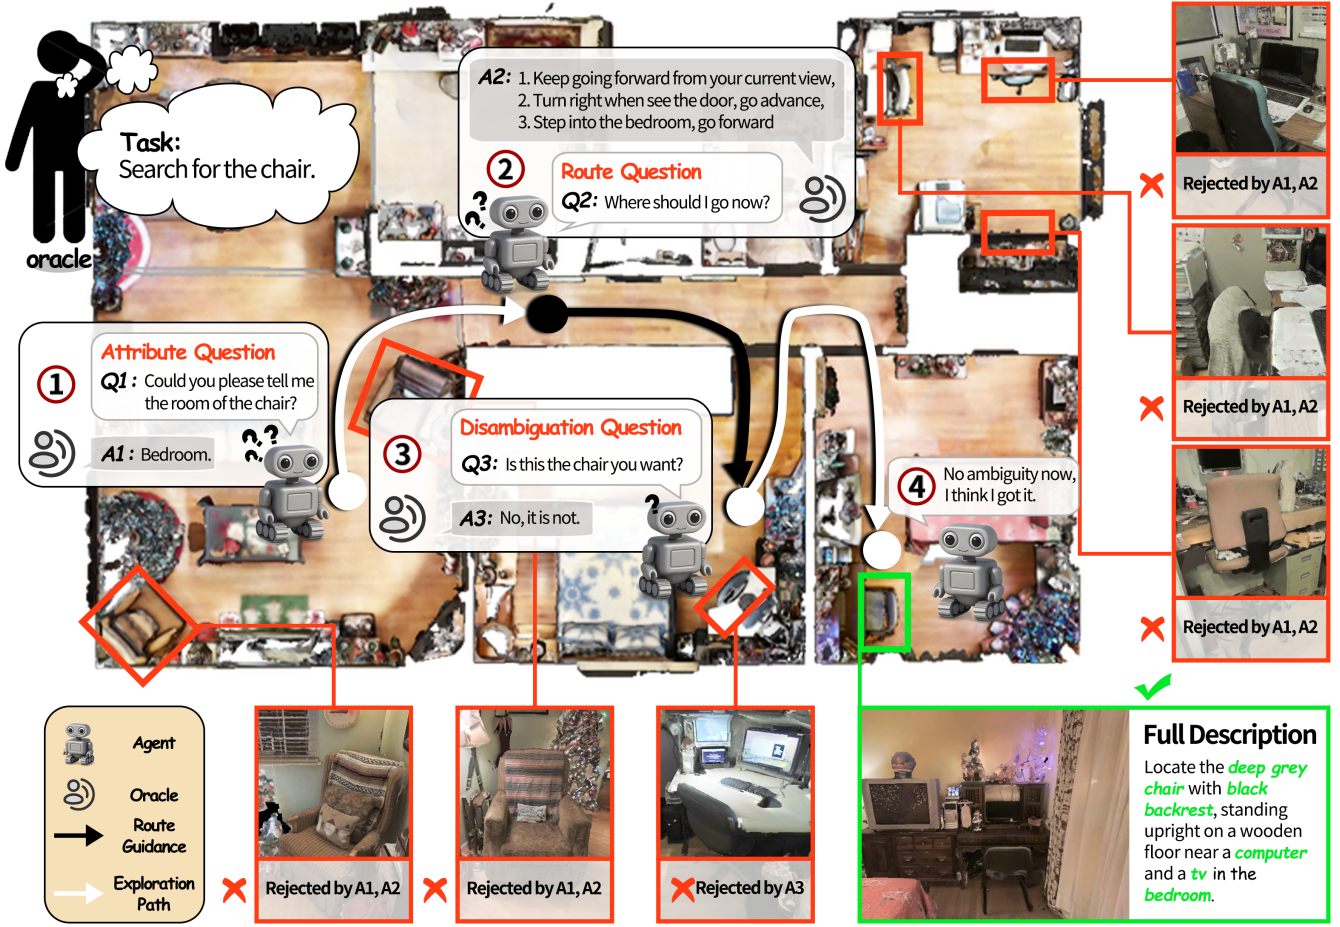 Task:
Search for the chair.
oracle
A2: 1. Keep going forward from your current view,
2. Turn right when see the door, go advance,
3. Step into the bedroom, go forward
2
Route Question
Q2: Where should I go now?
???
1
Attribute Question
Q1: Could you please tell me
the room of the chair?
A1: Bedroom.
????
3
Disambiguation Question
Q3: Is this the chair you want?
A3: No, it is not.
?
4
No ambiguity now,
I think I got it.
Rejected by A1, A2
Rejected by A1, A2
Rejected by A1, A2
Agent
Oracle
Route
Guidance
Exploration
Path
Rejected by A1, A2
Rejected by A1, A2
Rejected by A3
Full Description
Locate the deep grey
chair with black
backrest, standing
upright on a wooden
floor near a computer
and a tv in the
bedroom.